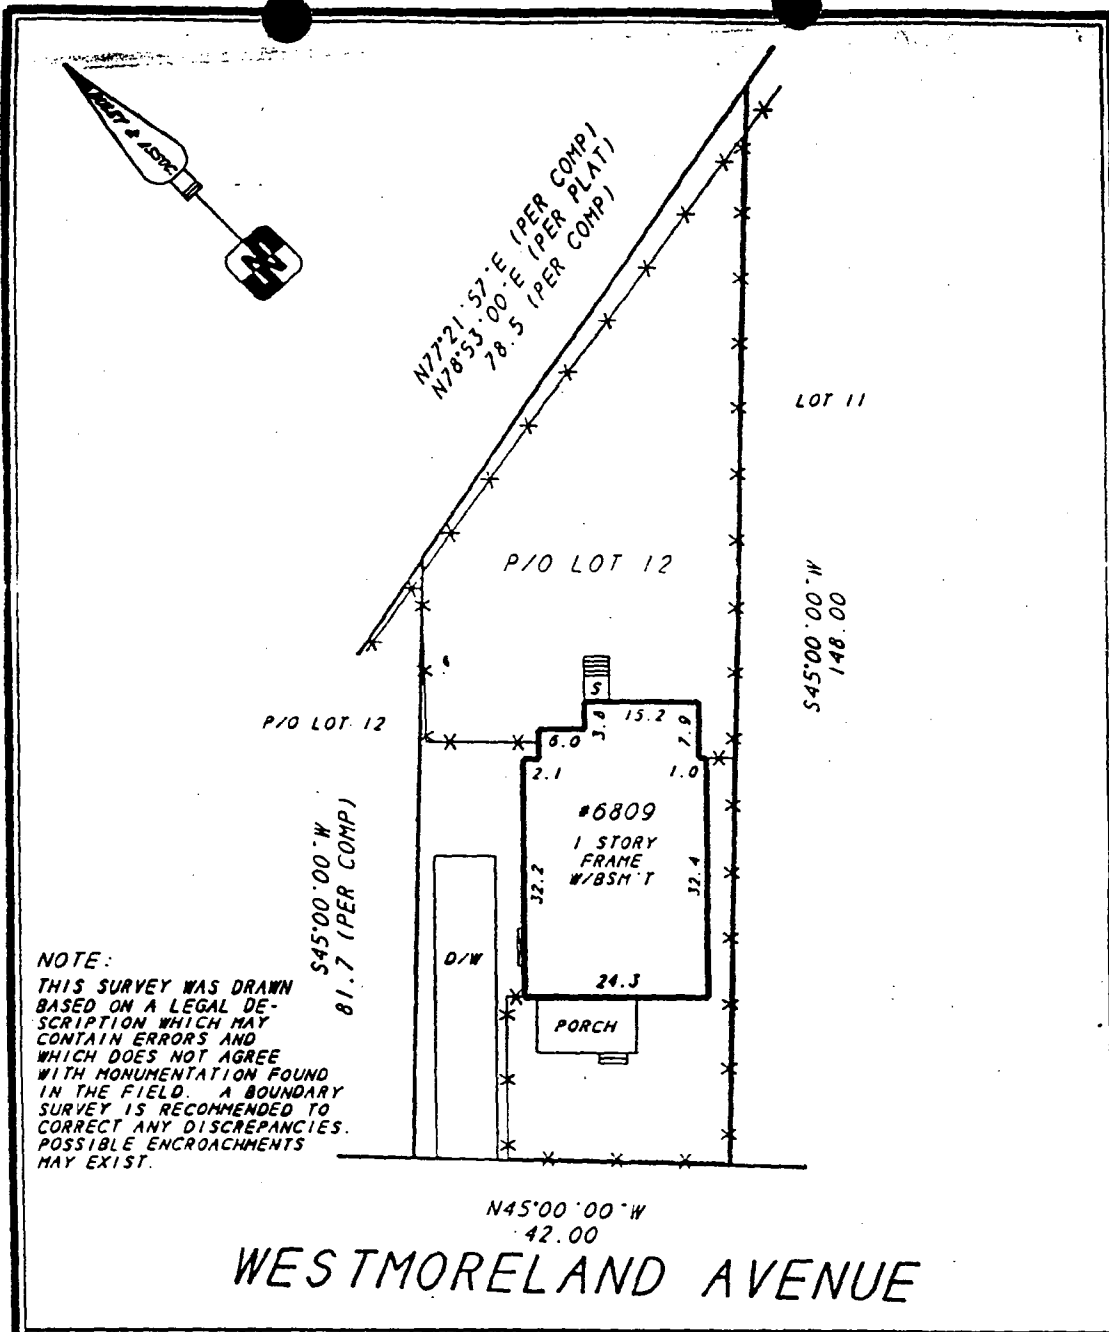 N77°21'57"E (PER COMP)
N78°53'00"E (PER PLAT)
78.5 (PER COMP)
LOT 11
P/O LOT 12
S45°00'00"W
148.00
P/O LOT 12
S
15.2
3.8
7.9
6.0
2.1
1.0
#6809
1 STORY
FRAME
W/BSM'T
32.2
32.4
24.3
S45°00'00"W
81.7 (PER COMP)
D/W
PORCH
NOTE:
THIS SURVEY WAS DRAWN
BASED ON A LEGAL DE-
SCRIPTION WHICH MAY
CONTAIN ERRORS AND
WHICH DOES NOT AGREE
WITH MONUMENTATION FOUND
IN THE FIELD. A BOUNDARY
SURVEY IS RECOMMENDED TO
CORRECT ANY DISCREPANCIES.
POSSIBLE ENCROACHMENTS
MAY EXIST.
N45°00'00"W
42.00
WESTMORELAND AVENUE